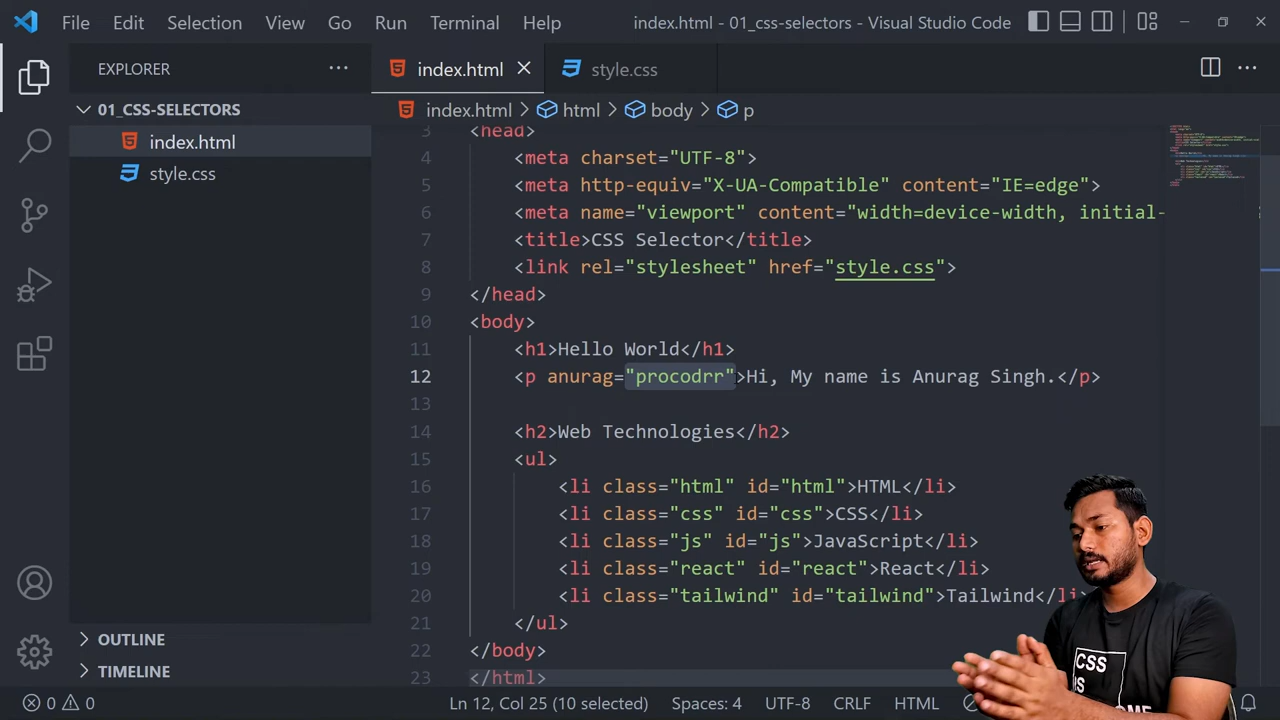 File Edit Selection View Go Run Terminal Help index.html - 01_css-selectors - Visual Studio Code
EXPLORER
index.html
style.css
01_CSS-SELECTORS
index.html
style.css
index.html > html > body > p
3 <head>
4 <meta charset="UTF-8">
5 <meta http-equiv="X-UA-Compatible" content="IE=edge">
6 <meta name="viewport" content="width=device-width, initial-
7 <title>CSS Selector</title>
8 <link rel="stylesheet" href="style.css">
9 </head>
10 <body>
11 <h1>Hello World</h1>
12 <p anurag="procodrr">Hi, My name is Anurag Singh.</p>
13
14 <h2>Web Technologies</h2>
15 <ul>
16 <li class="html" id="html">HTML</li>
17 <li class="css" id="css">CSS</li>
18 <li class="js" id="js">JavaScript</li>
19 <li class="react" id="react">React</li>
20 <li class="tailwind" id="tailwind">Tailwind</li>
21 </ul>
22 </body>
23 </html>
OUTLINE
TIMELINE
CSS
IS
0 0 Ln 12, Col 25 (10 selected) Spaces: 4 UTF-8 CRLF HTML